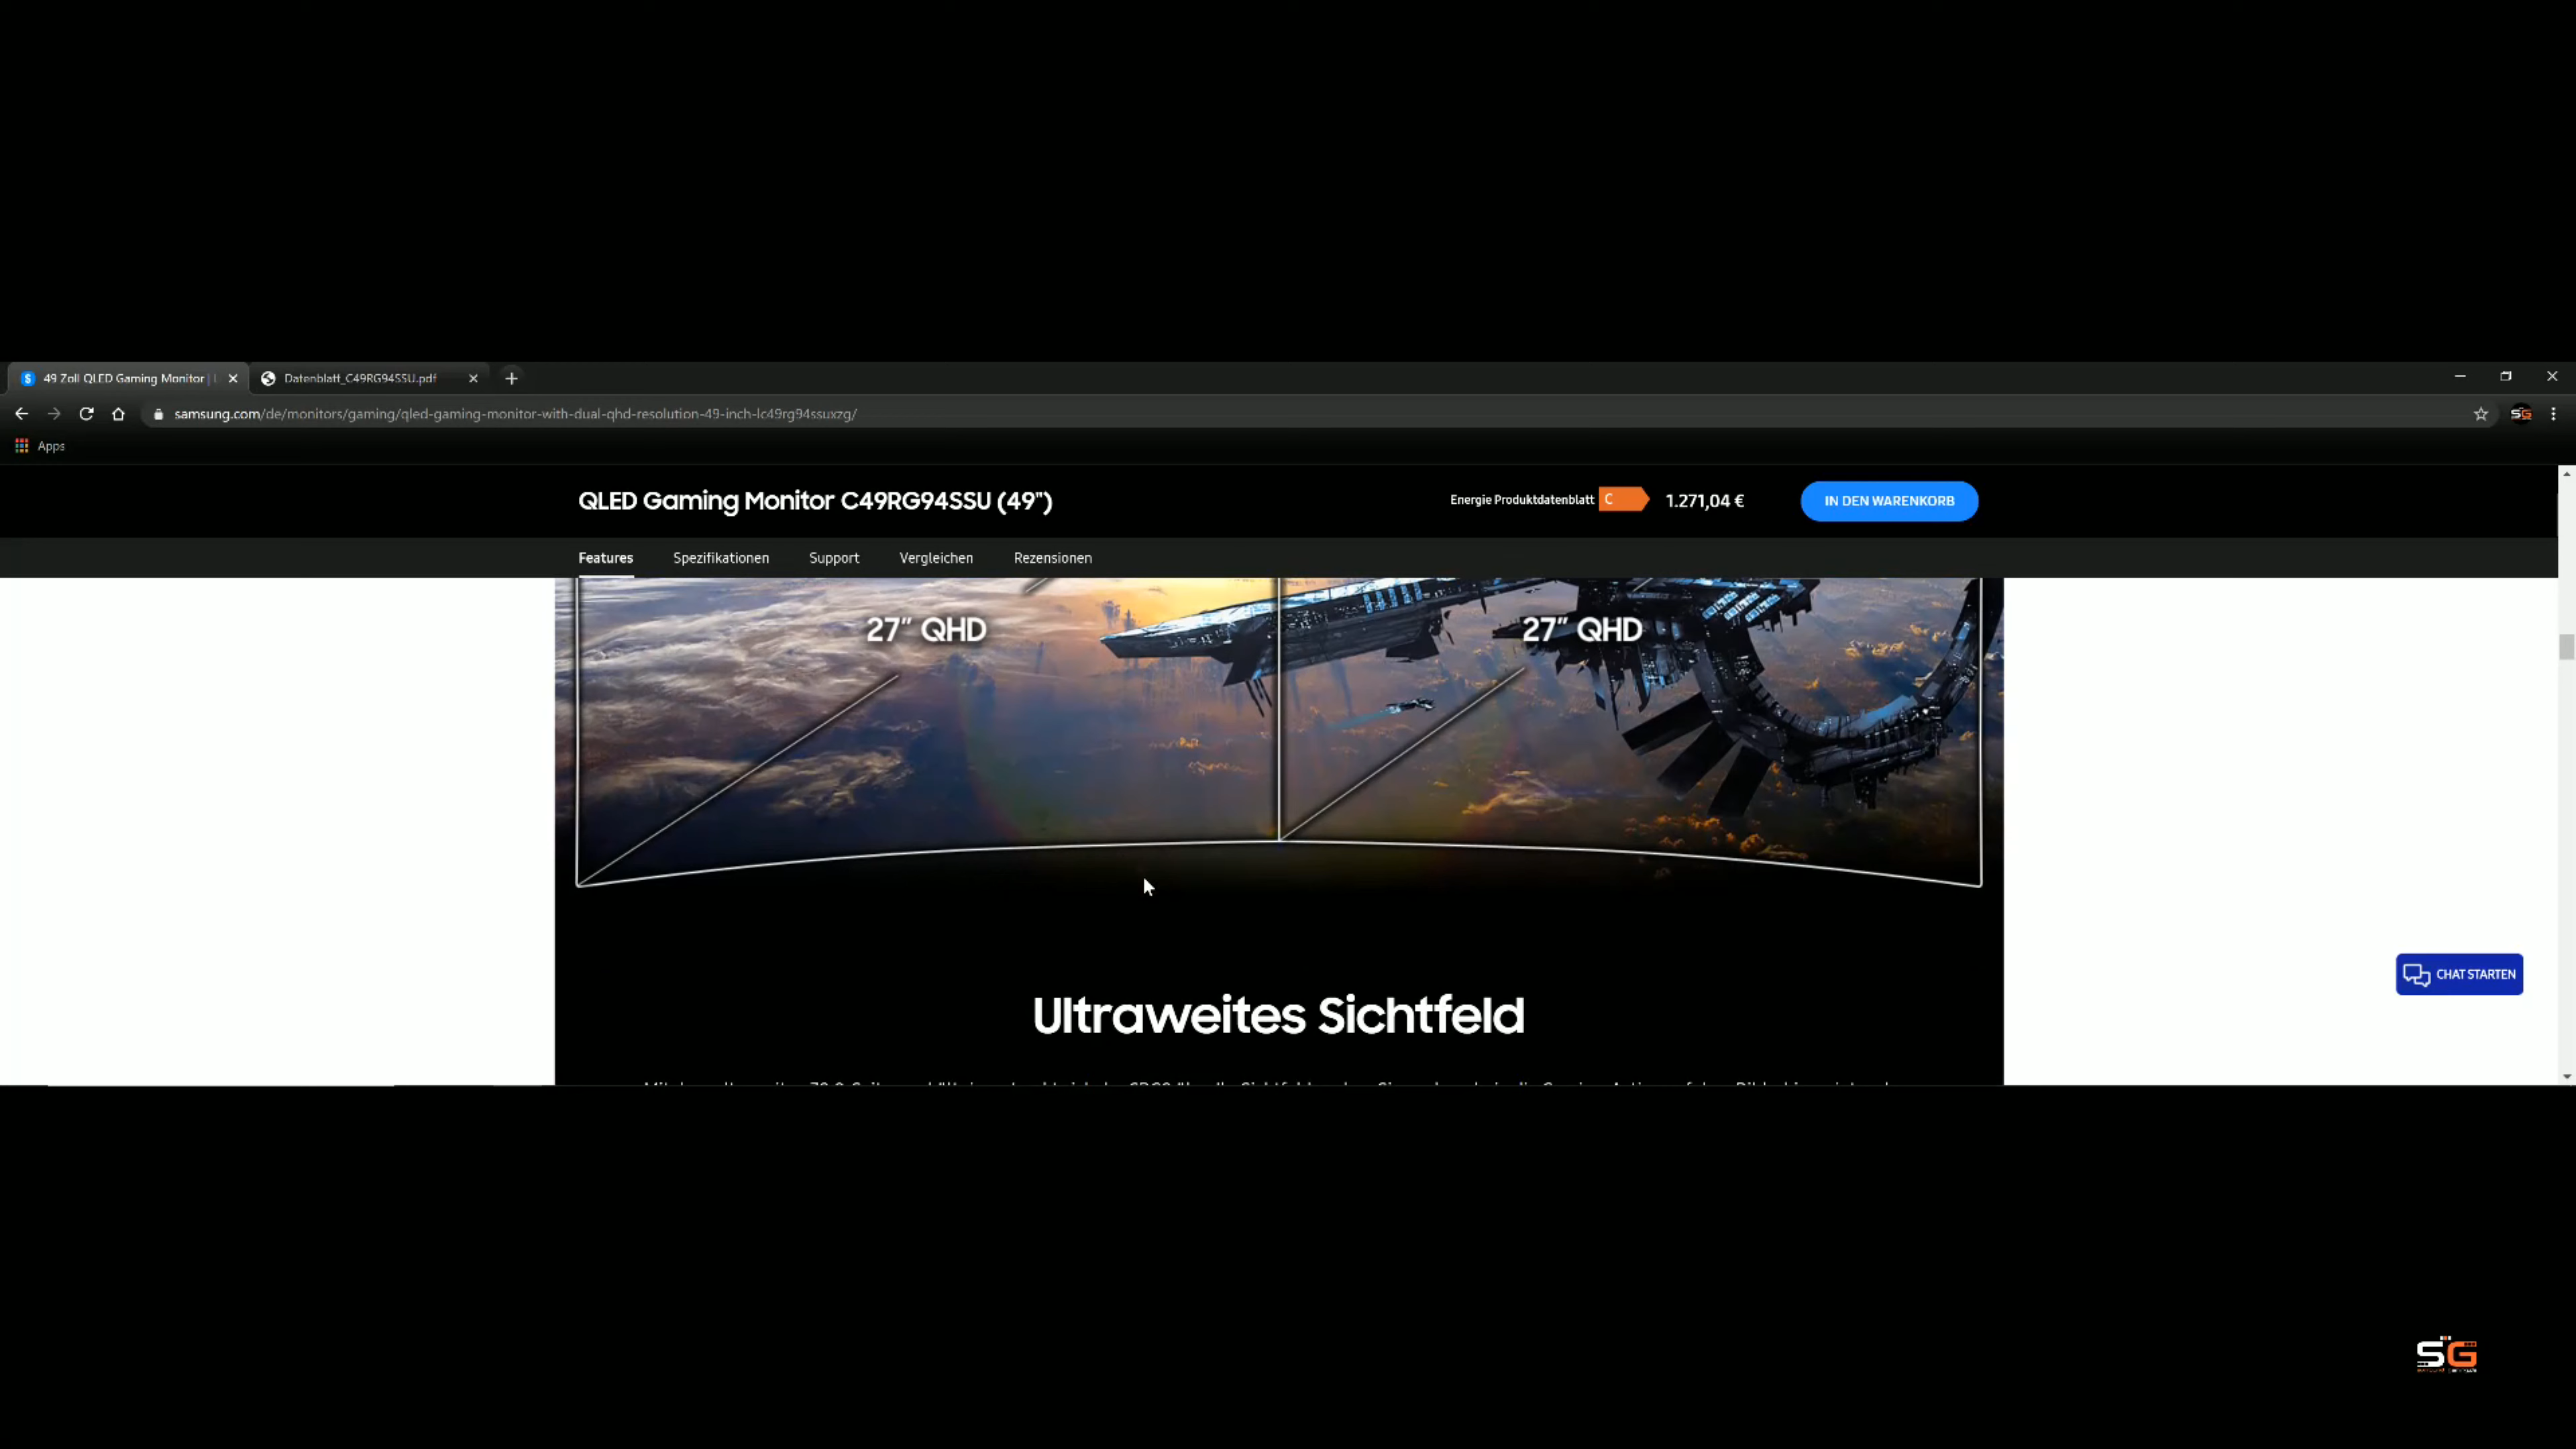 49 Zoll QLED Gaming Monitor |
Datenblatt_C49RG94SSU.pdf
samsung.com/de/monitors/gaming/qled-gaming-monitor-with-dual-qhd-resolution-49-inch-lc49rg94ssuxzg/
SG
Apps
QLED Gaming Monitor C49RG94SSU (49")
Energie Produktdatenblatt
C
1.271,04 €
IN DEN WARENKORB
Features
Spezifikationen
Support
Vergleichen
Rezensionen
27" QHD
27" QHD
CHAT STARTEN
Ultraweites Sichtfeld
SG